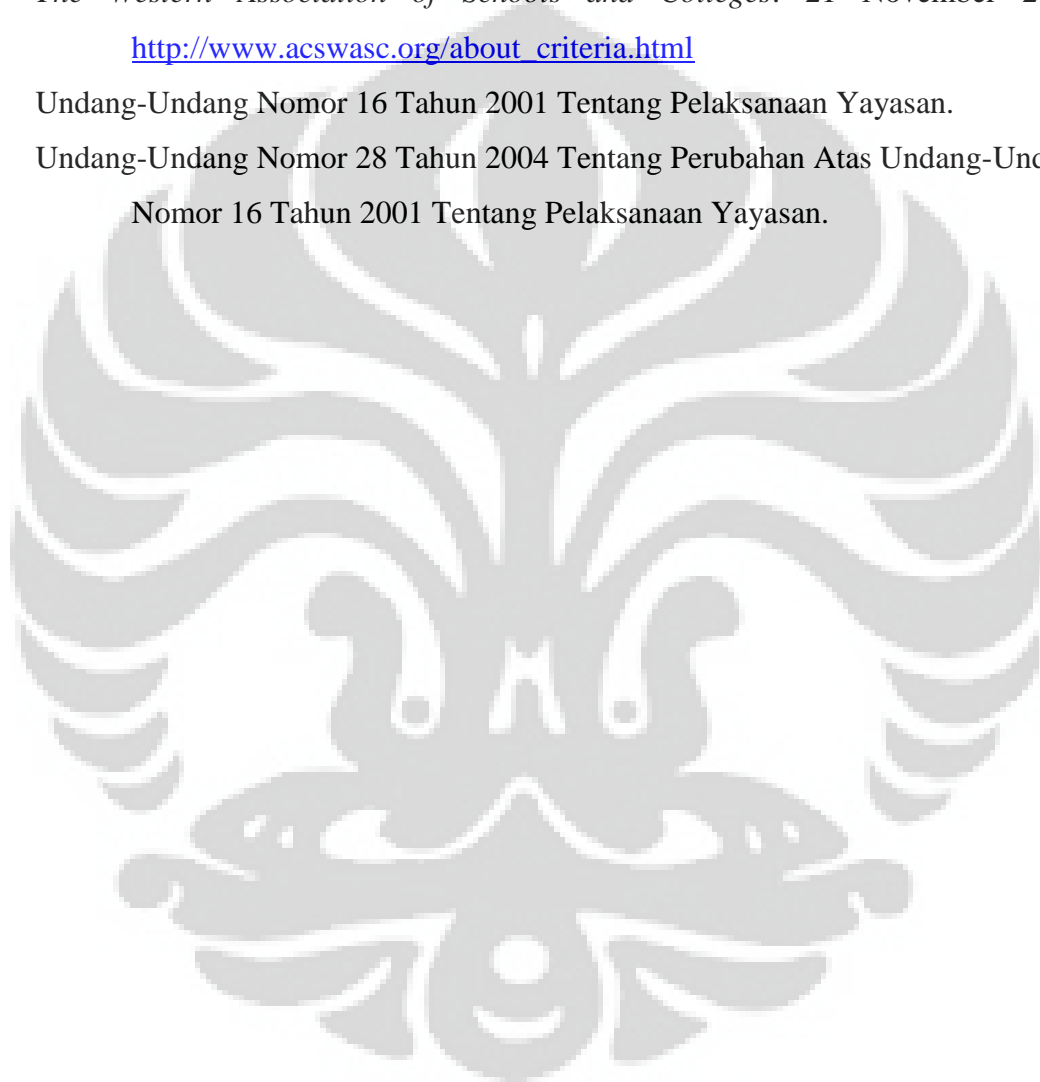 The Western Association of Schools and Colleges. 21 November 2
http://www.acswasc.org/about_criteria.html
Undang-Undang Nomor 16 Tahun 2001 Tentang Pelaksanaan Yayasan.
Undang-Undang Nomor 28 Tahun 2004 Tentang Perubahan Atas Undang-Und
Nomor 16 Tahun 2001 Tentang Pelaksanaan Yayasan.